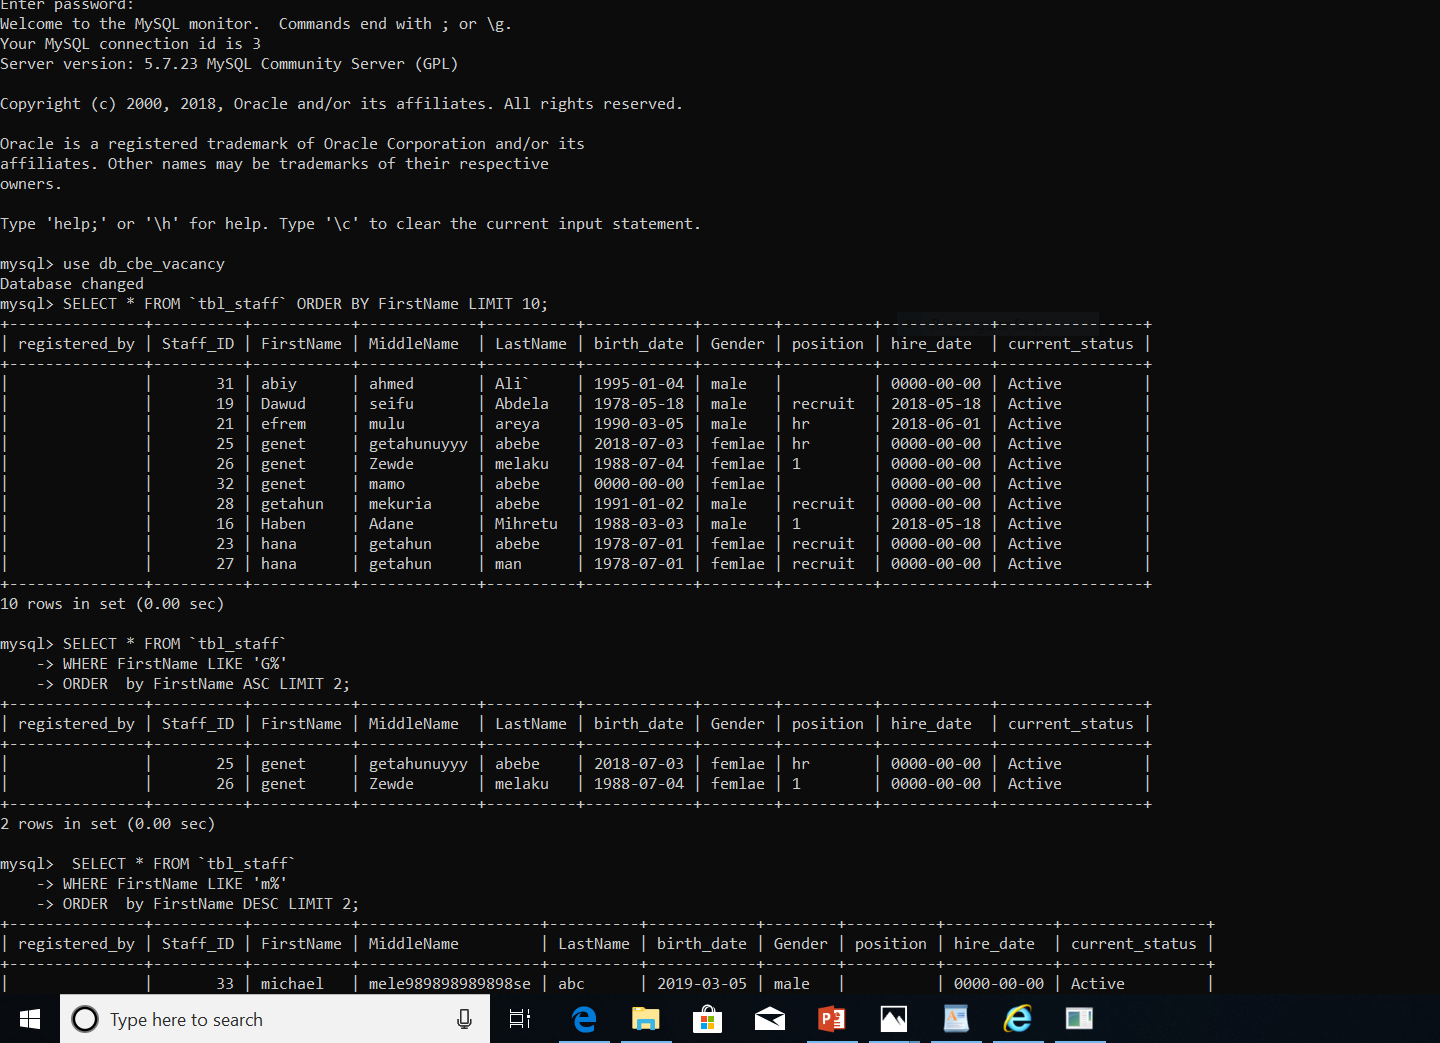 Enter password:
Welcome to the MySQL monitor.  Commands end with ; or \g.
Your MySQL connection id is 3
Server version: 5.7.23 MySQL Community Server (GPL)
Copyright (c) 2000, 2018, Oracle and/or its affiliates. All rights reserved.
Oracle is a registered trademark of Oracle Corporation and/or its
affiliates. Other names may be trademarks of their respective
owners.
Type 'help;' or '\h' for help. Type '\c' to clear the current input statement.
mysql> use db_cbe_vacancy
Database changed
mysql> SELECT * FROM `tbl_staff` ORDER BY FirstName LIMIT 10;
+---------------+----------+-----------+-------------+----------+------------+--------+----------+------------+----------------+
| registered_by | Staff_ID | FirstName | MiddleName  | LastName | birth_date | Gender | position | hire_date  | current_status |
+---------------+----------+-----------+-------------+----------+------------+--------+----------+------------+----------------+
|               |       31 | abiy      | ahmed       | Ali`     | 1995-01-04 | male   |          | 0000-00-00 | Active         |
|               |       19 | Dawud     | seifu       | Abdela   | 1978-05-18 | male   | recruit  | 2018-05-18 | Active         |
|               |       21 | efrem     | mulu        | areya    | 1990-03-05 | male   | hr       | 2018-06-01 | Active         |
|               |       25 | genet     | getahunuyyy | abebe    | 2018-07-03 | femlae | hr       | 0000-00-00 | Active         |
|               |       26 | genet     | Zewde       | melaku   | 1988-07-04 | femlae | 1        | 0000-00-00 | Active         |
|               |       32 | genet     | mamo        | abebe    | 0000-00-00 | femlae |          | 0000-00-00 | Active         |
|               |       28 | getahun   | mekuria     | abebe    | 1991-01-02 | male   | recruit  | 0000-00-00 | Active         |
|               |       16 | Haben     | Adane       | Mihretu  | 1988-03-03 | male   | 1        | 2018-05-18 | Active         |
|               |       23 | hana      | getahun     | abebe    | 1978-07-01 | femlae | recruit  | 0000-00-00 | Active         |
|               |       27 | hana      | getahun     | man      | 1978-07-01 | femlae | recruit  | 0000-00-00 | Active         |
+---------------+----------+-----------+-------------+----------+------------+--------+----------+------------+----------------+
10 rows in set (0.00 sec)
mysql> SELECT * FROM `tbl_staff`
    -> WHERE FirstName LIKE 'G%'
    -> ORDER  by FirstName ASC LIMIT 2;
+---------------+----------+-----------+-------------+----------+------------+--------+----------+------------+----------------+
| registered_by | Staff_ID | FirstName | MiddleName  | LastName | birth_date | Gender | position | hire_date  | current_status |
+---------------+----------+-----------+-------------+----------+------------+--------+----------+------------+----------------+
|               |       25 | genet     | getahunuyyy | abebe    | 2018-07-03 | femlae | hr       | 0000-00-00 | Active         |
|               |       26 | genet     | Zewde       | melaku   | 1988-07-04 | femlae | 1        | 0000-00-00 | Active         |
+---------------+----------+-----------+-------------+----------+------------+--------+----------+------------+----------------+
2 rows in set (0.00 sec)
mysql>  SELECT * FROM `tbl_staff`
    -> WHERE FirstName LIKE 'm%'
    -> ORDER  by FirstName DESC LIMIT 2;
+---------------+----------+-----------+--------------------+----------+------------+--------+----------+------------+----------------+
| registered_by | Staff_ID | FirstName | MiddleName         | LastName | birth_date | Gender | position | hire_date  | current_status |
+---------------+----------+-----------+--------------------+----------+------------+--------+----------+------------+----------------+
|               |       33 | michael   | mele989898989898se | abc      | 2019-03-05 | male   |          | 0000-00-00 | Active         |
Type here to search